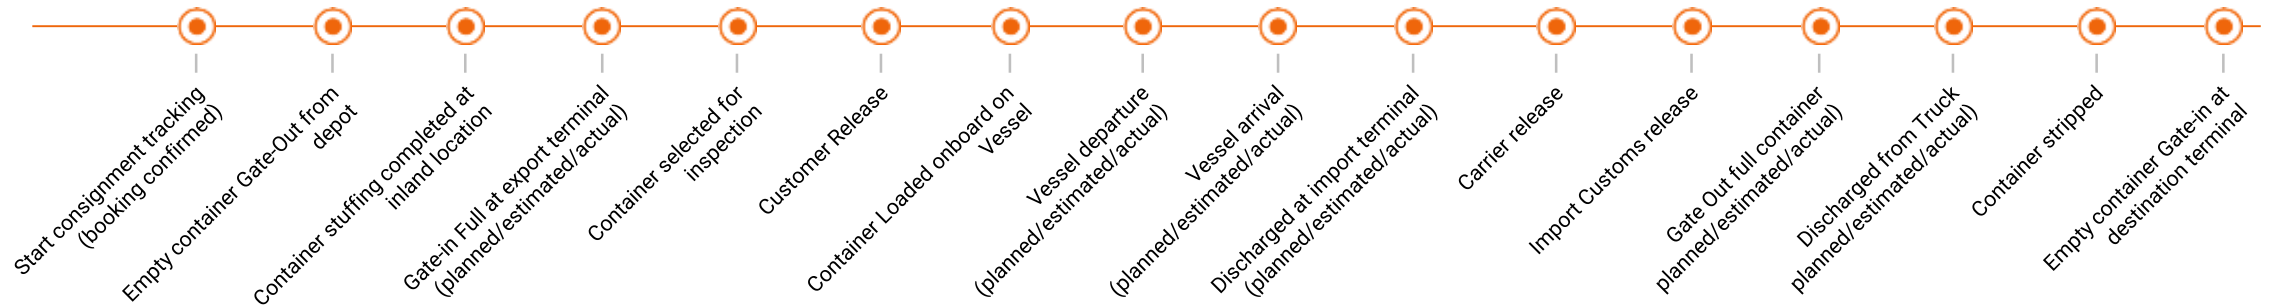 Start consignment tracking
(booking confirmed)
Empty container Gate-Out from
depot
Container stuffing completed at
inland location
Gate-in Full at export terminal
(planned/estimated/actual)
Container selected for
inspection
Customer Release
Container Loaded onboard on
Vessel
Vessel departure
(planned/estimated/actual)
Vessel arrival
(planned/estimated/actual)
Discharged at import terminal
(planned/estimated/actual)
Carrier release
Import Customs release
Gate Out full container
planned/estimated/actual)
Discharged from Truck
planned/estimated/actual)
Container stripped
Empty container Gate-in at
destination terminal